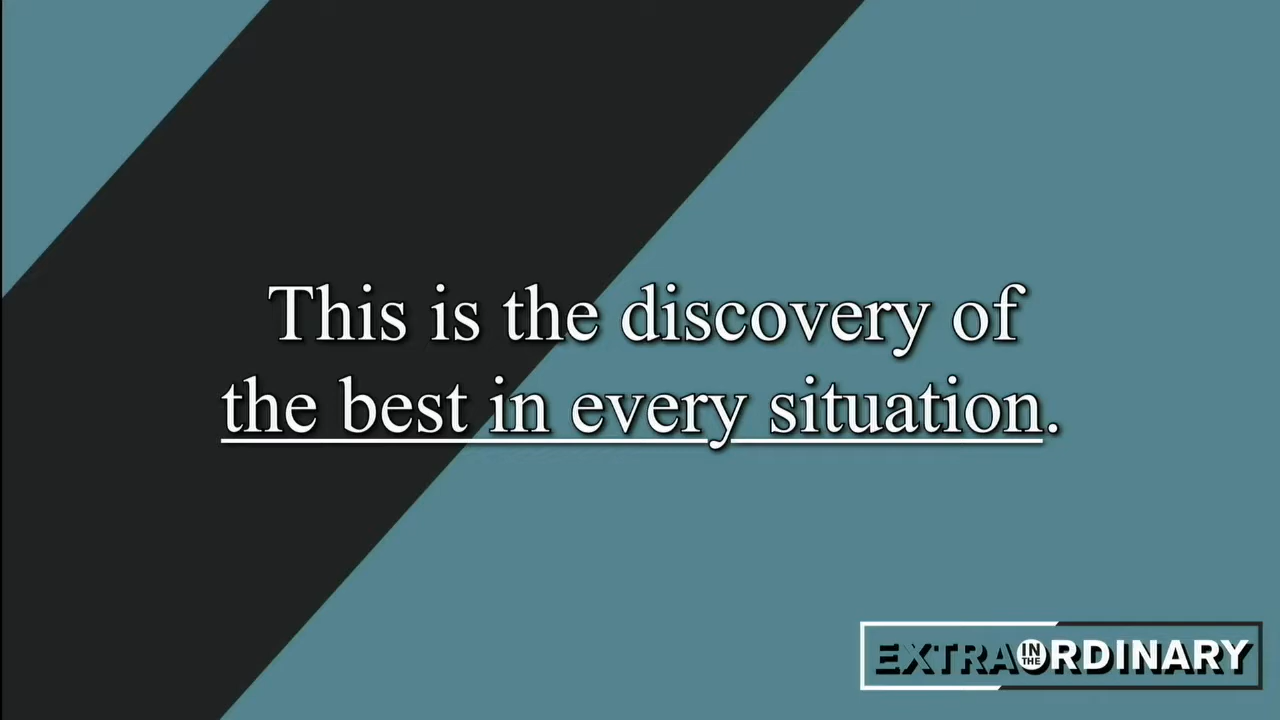 This is the discovery of
the best in every situation.
EXTRA IN THE ORDINARY